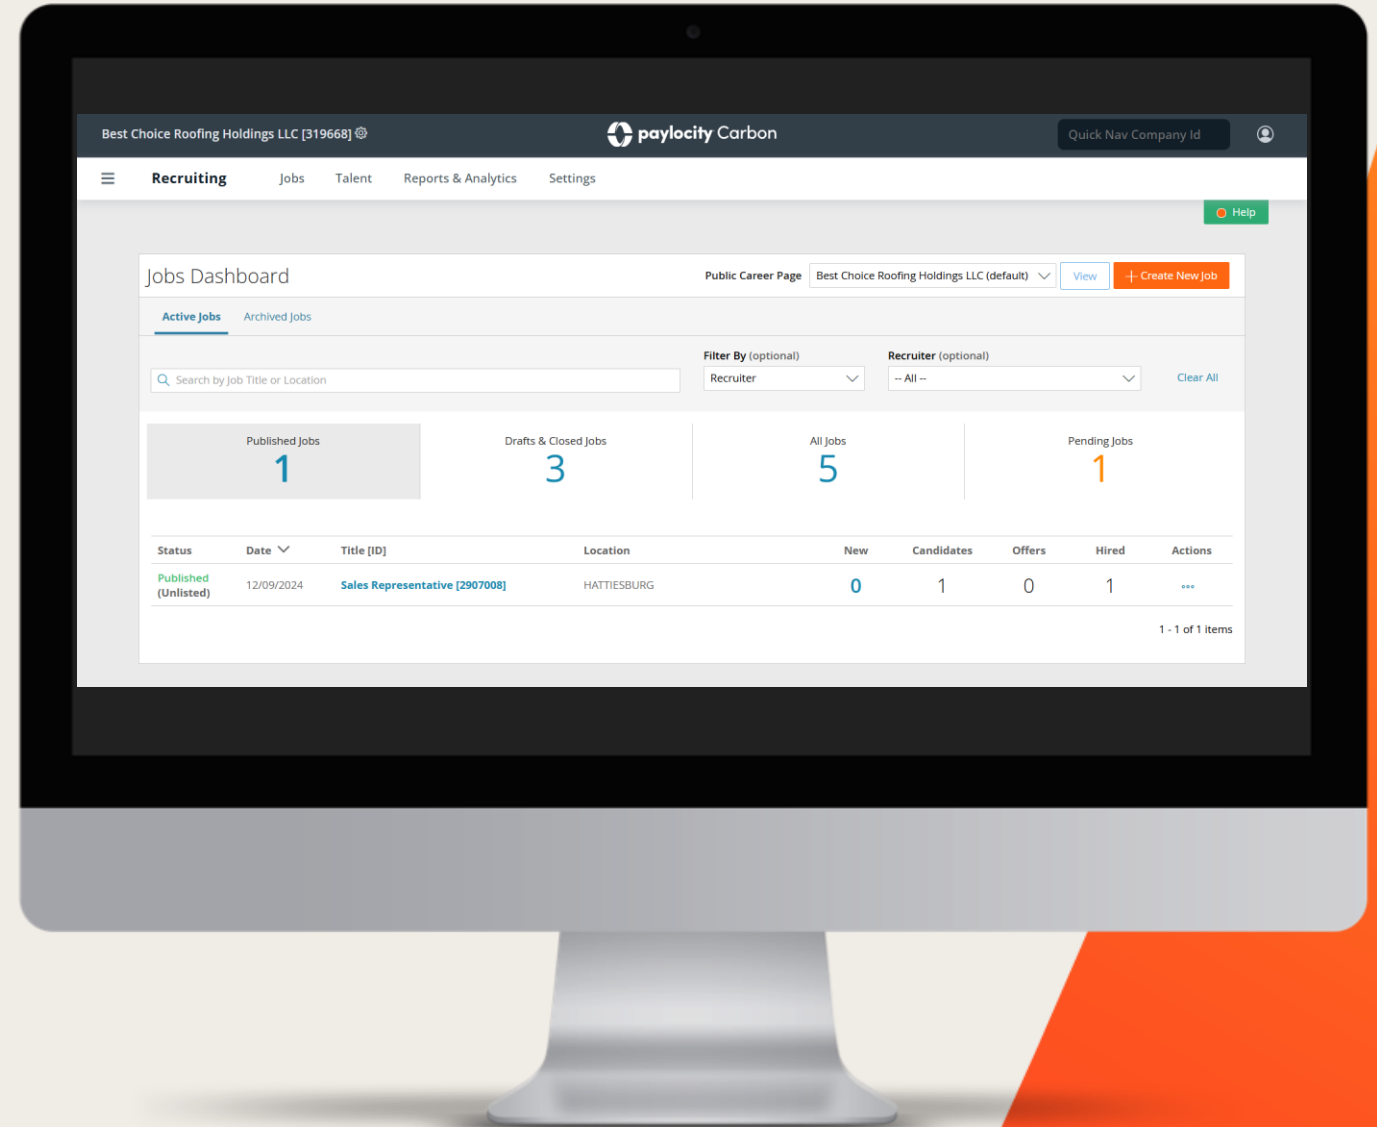 Best Choice Roofing Holdings LLC [319668]
paylocity Carbon
Quick Nav Company Id
Recruiting
Jobs
Talent
Reports & Analytics
Settings
Help
Jobs Dashboard
Public Career Page
Best Choice Roofing Holdings LLC (default)
View
Create New Job
Active Jobs
Archived Jobs
Search by Job Title or Location
Filter By (optional)
Recruiter
Recruiter (optional)
-- All --
Clear All
Published Jobs
1
Drafts & Closed Jobs
3
All Jobs
5
Pending Jobs
1
Status Date Title [ID] Location New Candidates Offers Hired Actions
Published
(Unlisted)
12/09/2024 Sales Representative [2907008] HATTIESBURG 0 1 0 1
1 - 1 of 1 items